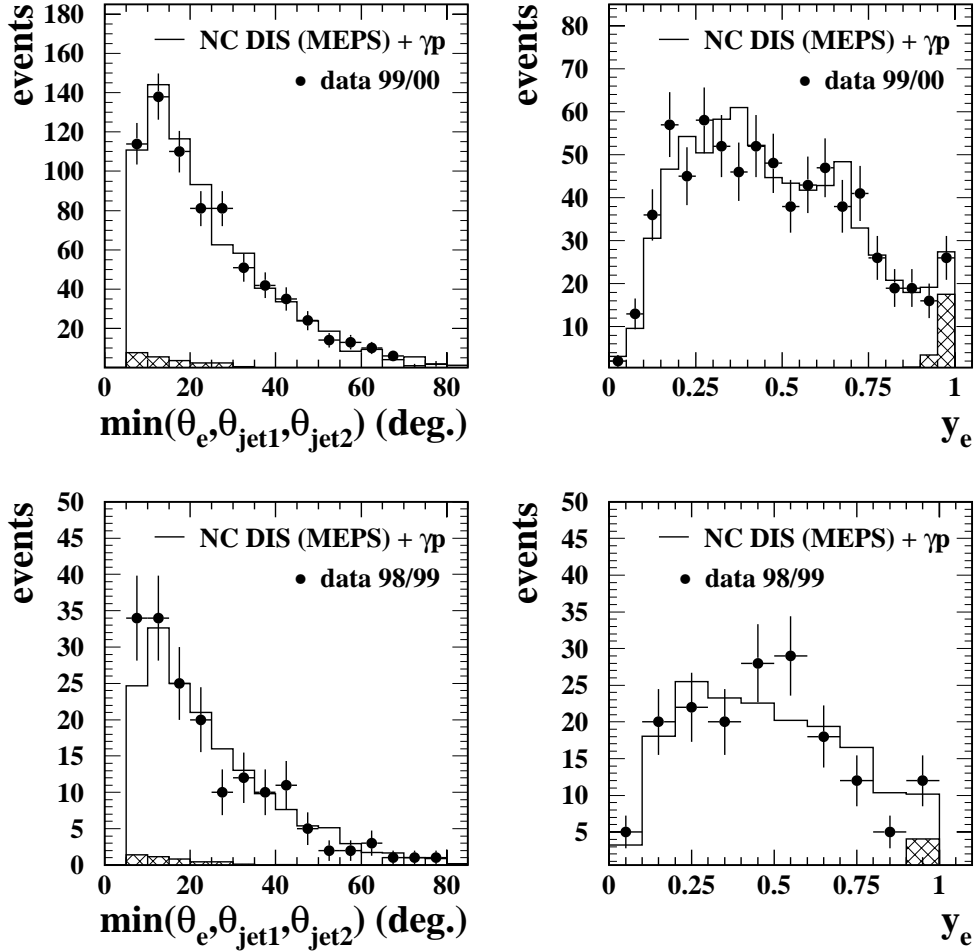 events
180
160
140
120
100
80
60
40
20
NC DIS (MEPS) + γp
data 99/00
0 20 40 60 80
min(θe,θjet1,θjet2) (deg.)
events
80
70
60
50
40
30
20
10
NC DIS (MEPS) + γp
data 99/00
0 0.25 0.5 0.75 1
ye
events
50
45
40
35
30
25
20
15
10
5
0
NC DIS (MEPS) + γp
data 98/99
0 20 40 60 80
min(θe,θjet1,θjet2) (deg.)
events
50
45
40
35
30
25
20
15
10
5
NC DIS (MEPS) + γp
data 98/99
0 0.25 0.5 0.75 1
ye